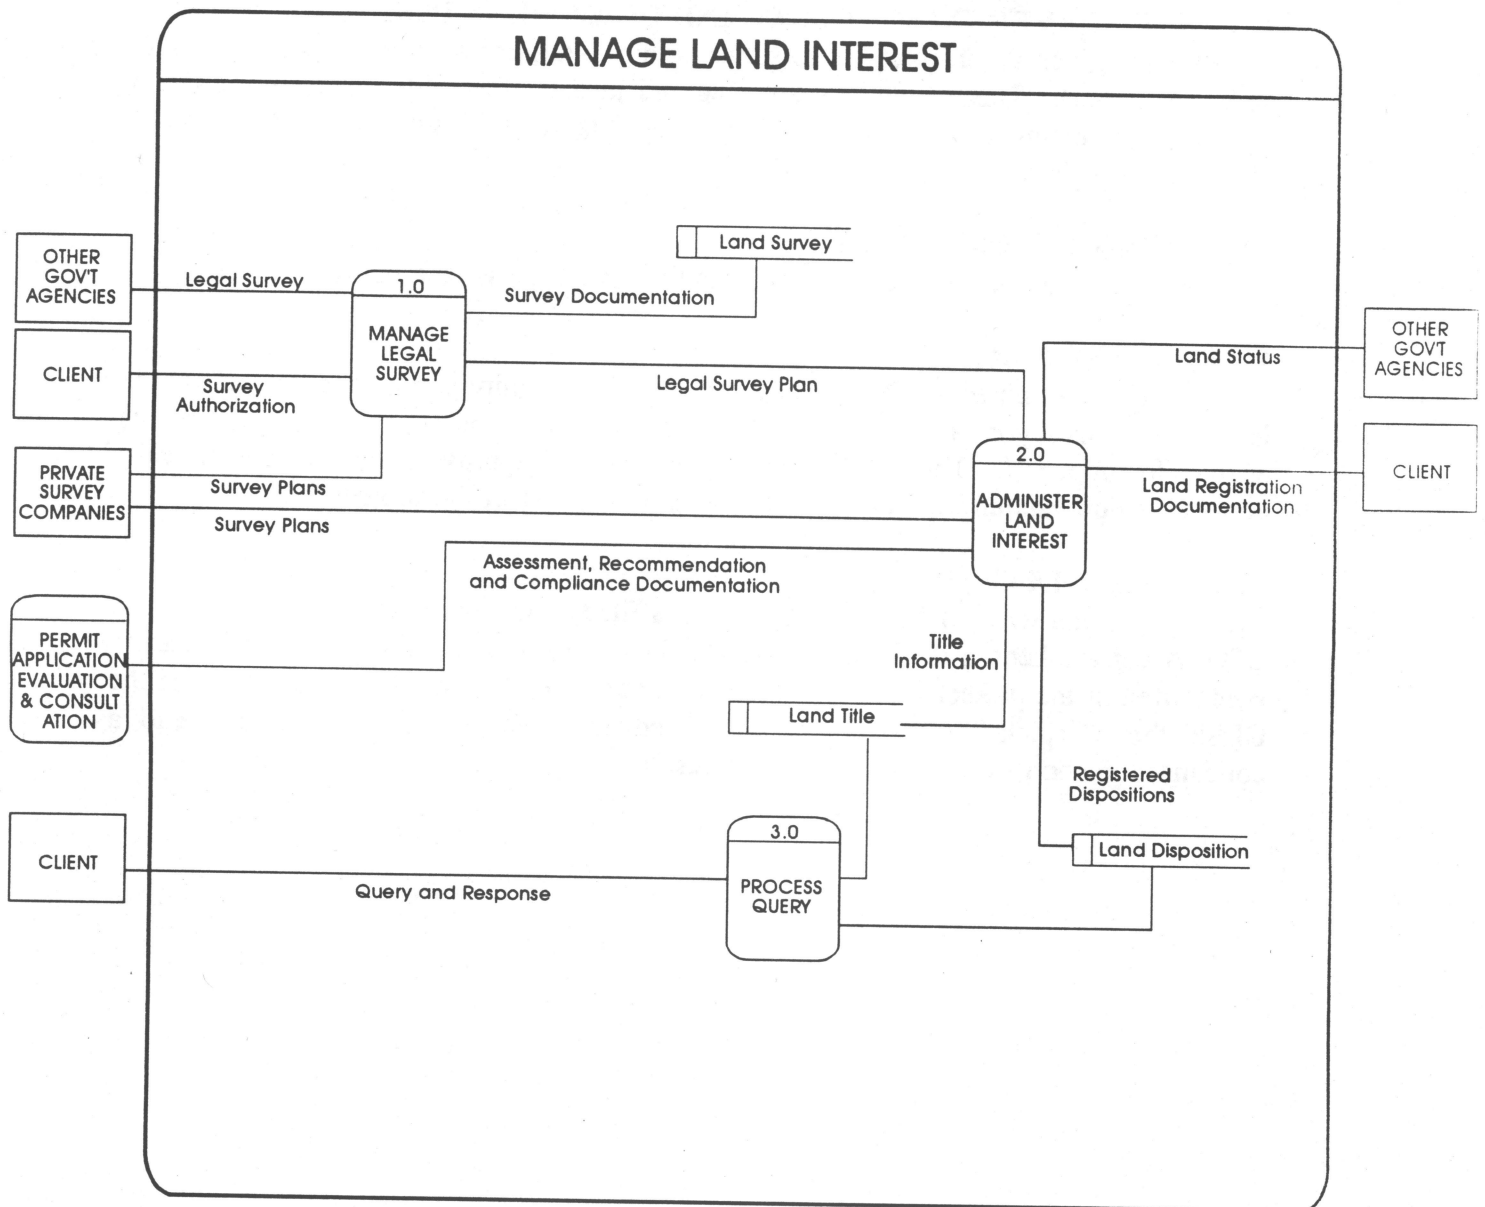 MANAGE LAND INTEREST
Land Survey
OTHER
GOV'T
AGENCIES
Legal Survey
1.0
MANAGE
LEGAL
SURVEY
Survey Documentation
CLIENT
Survey
Authorization
Legal Survey Plan
Land Status
OTHER
GOV'T
AGENCIES
PRIVATE
SURVEY
COMPANIES
Survey Plans
Survey Plans
2.0
ADMINISTER
LAND
INTEREST
Land Registration
Documentation
CLIENT
Assessment, Recommendation
and Compliance Documentation
PERMIT
APPLICATION
EVALUATION
& CONSULT
ATION
Title
Information
Land Title
Registered
Dispositions
Land Disposition
CLIENT
Query and Response
3.0
PROCESS
QUERY